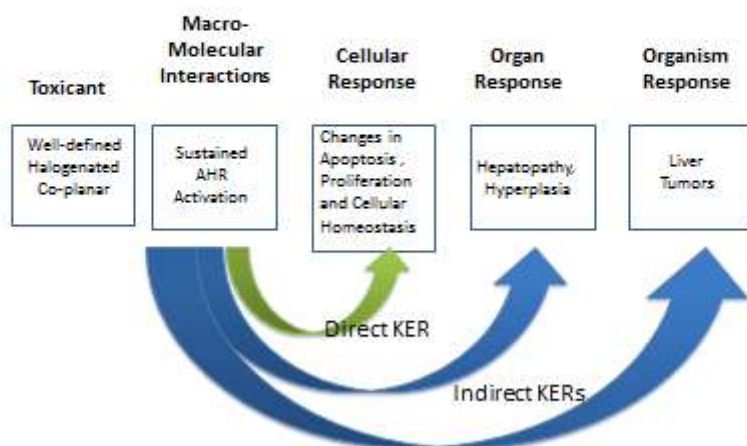 Toxicant
Macro-
Molecular
Interactions
Cellular
Response
Organ
Response
Organism
Response
Well-defined
Halogenated
Co-planar
Sustained
AHR
Activation
Changes in
Apoptosis ,
Proliferation
and Cellular
Homeostasis
Hepatopathy,
Hyperplasia
Liver
Tumors
Direct KER
Indirect KERs